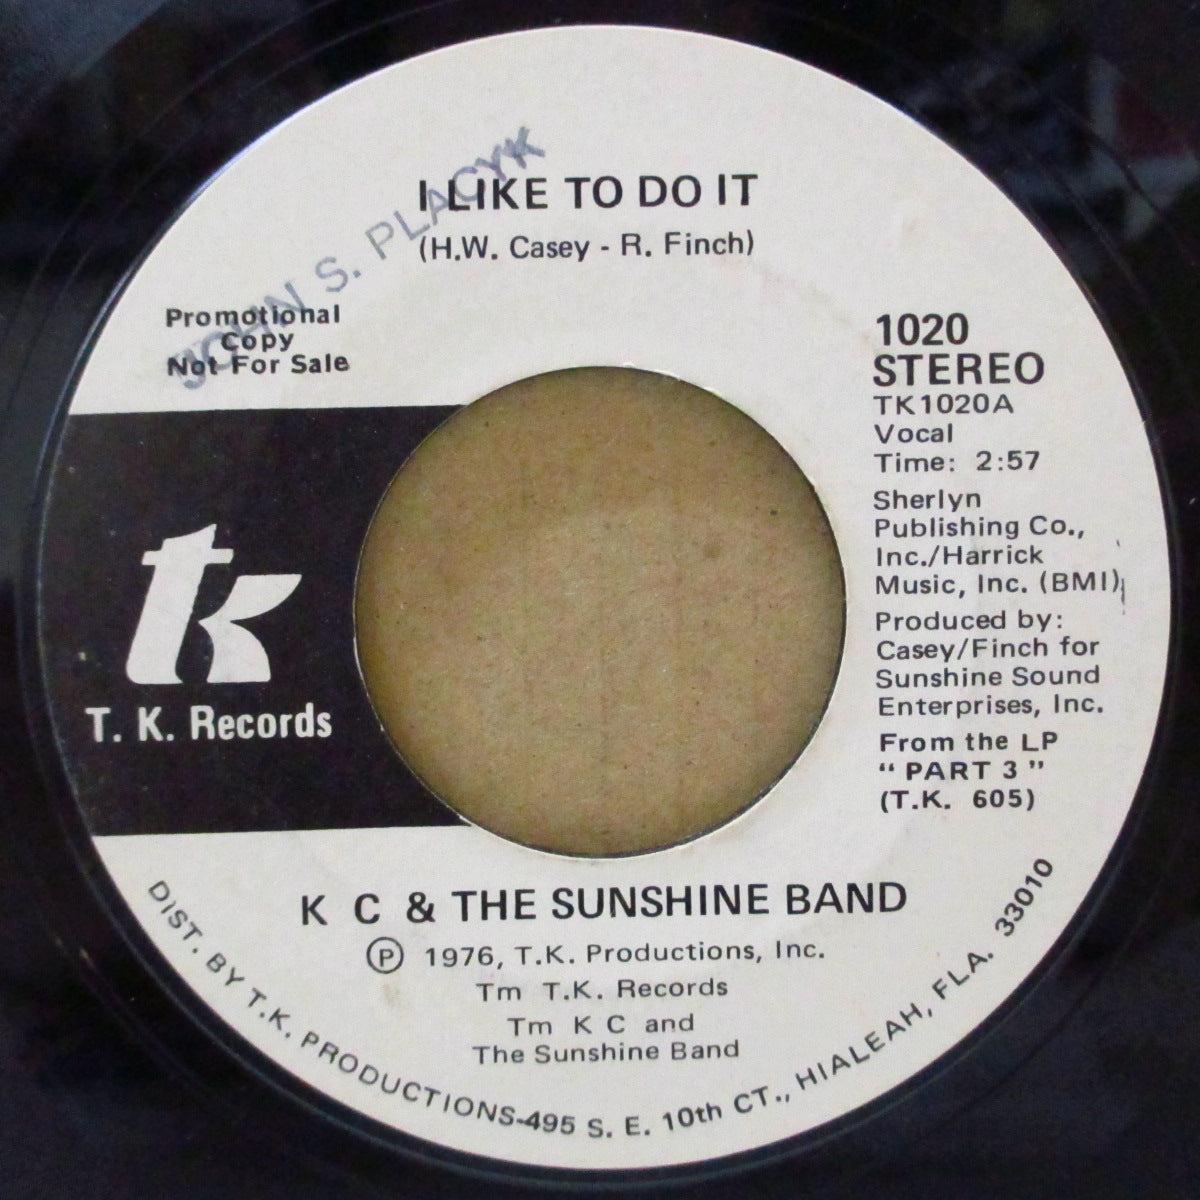 I LIKE TO DO IT
(H.W. Casey - R. Finch)
JOHN S. PLACYK
Promotional
Copy
Not For Sale
1020
STEREO
TK1020A
Vocal
Time: 2:57
Sherlyn
Publishing Co.,
Inc./Harrick
Music, Inc. (BMI)
Produced by:
Casey/Finch for
Sunshine Sound
Enterprises, Inc.
From the LP
“ PART 3 ”
(T.K. 605)
tk
T. K. Records
K C & THE SUNSHINE BAND
Ⓟ 1976, T.K. Productions, Inc.
Tm T.K. Records
Tm K C and
The Sunshine Band
DIST. BY T.K. PRODUCTIONS-495 S. E. 10th CT., HIALEAH, FLA. 33010